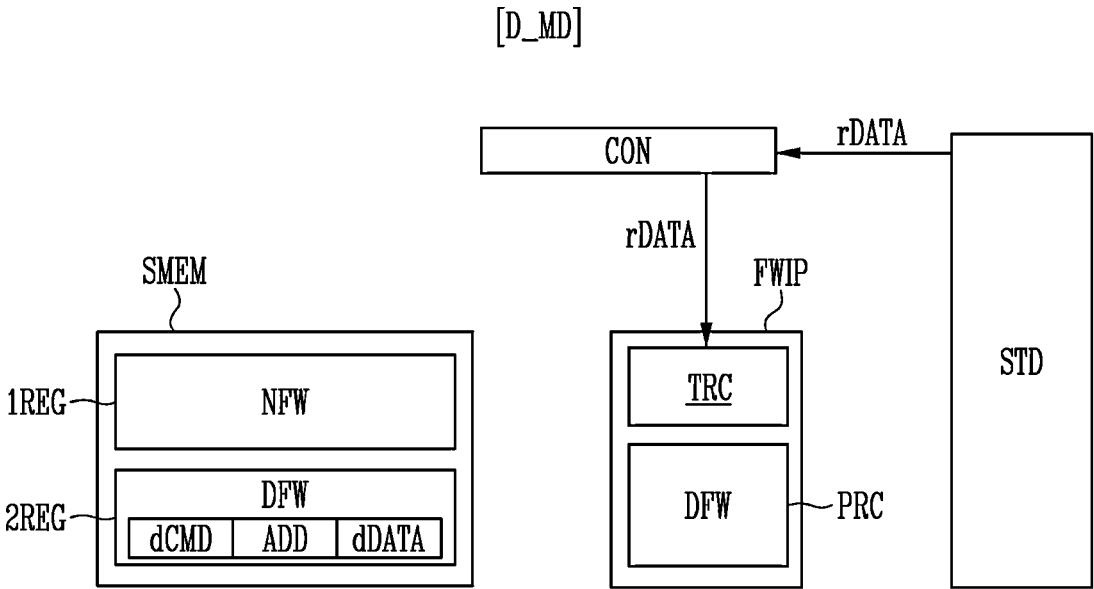 [D_MD]
CON
rDATA
rDATA
SMEM
FWIP
STD
1REG
NFW
TRC
2REG
DFW
dCMD ADD dDATA
DFW
PRC